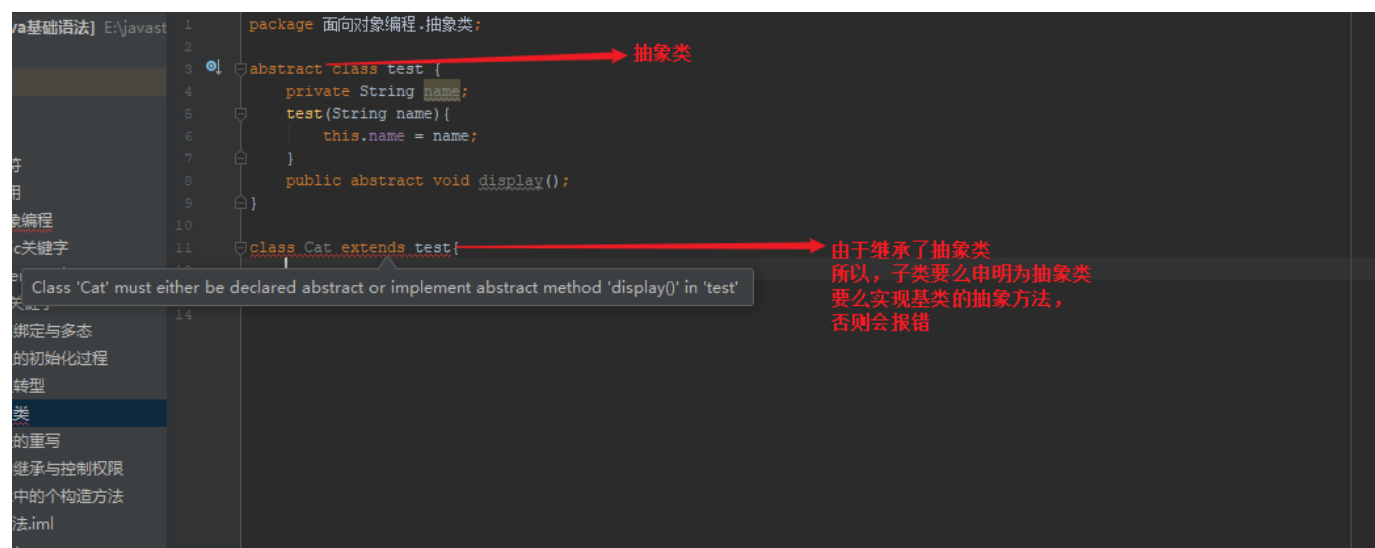 va基础语法] E:\javast
符
用
象编程
c关键字
关键字
绑定与多态
的初始化过程
转型
类
的重写
继承与控制权限
中的个构造方法
法.iml
1 package 面向对象编程.抽象类;
2
3 abstract class test {
4 private String name;
5 test(String name){
6 this.name = name;
7 }
8 public abstract void display();
9 }
10
11 class Cat extends test{
14
抽象类
由于继承了抽象类
所以，子类要么申明为抽象类
要么实现基类的抽象方法，
否则会报错
Class 'Cat' must either be declared abstract or implement abstract method 'display()' in 'test'